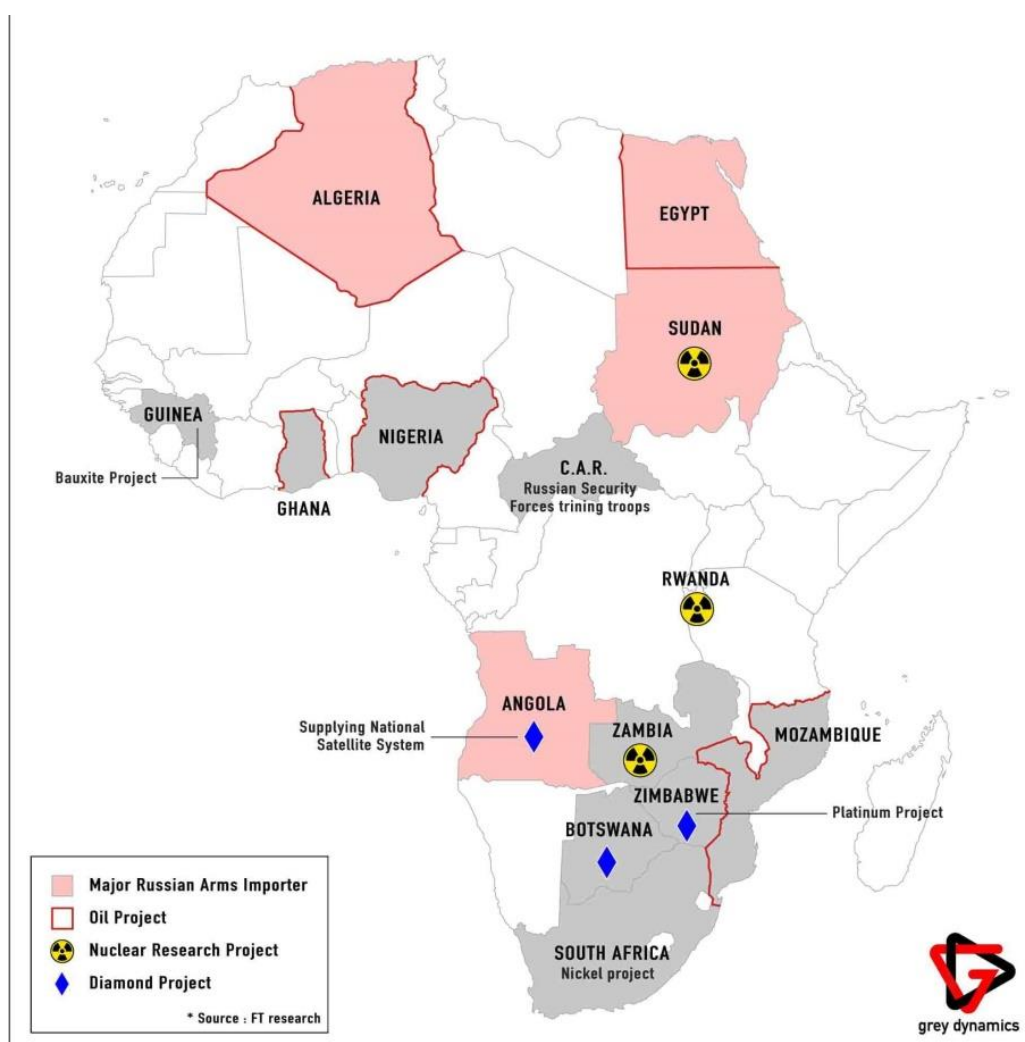 ALGERIA
EGYPT
SUDAN
GUINEA
Bauxite Project
GHANA
NIGERIA
C.A.R.
Russian Security
Forces trining troops
RWANDA
ANGOLA
Supplying National
Satellite System
ZAMBIA
MOZAMBIQUE
ZIMBABWE
Platinum Project
BOTSWANA
SOUTH AFRICA
Nickel project
Major Russian Arms Importer
Oil Project
Nuclear Research Project
Diamond Project
* Source : FT research
grey dynamics